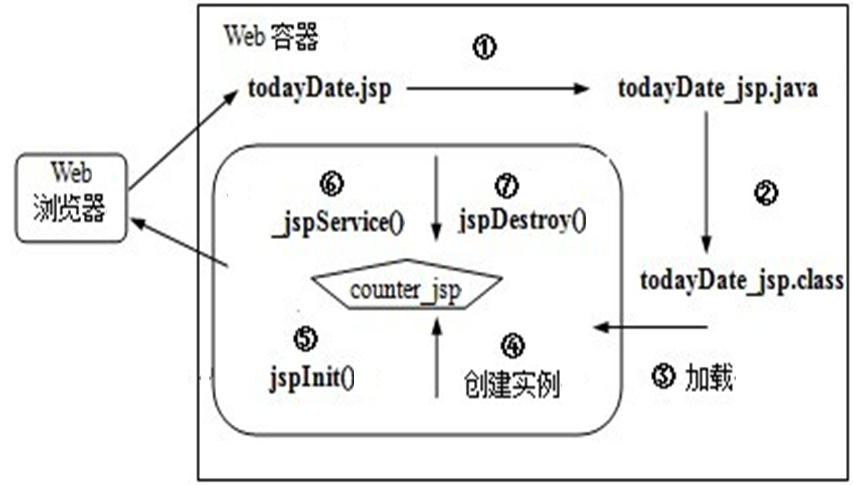 Web 容器
①
todayDate.jsp
todayDate_jsp.java
Web
浏览器
⑥
⑦
②
_jspService()
jspDestroy()
counter_jsp
todayDate_jsp.class
⑤
④
jspInit()
创建实例
③ 加载